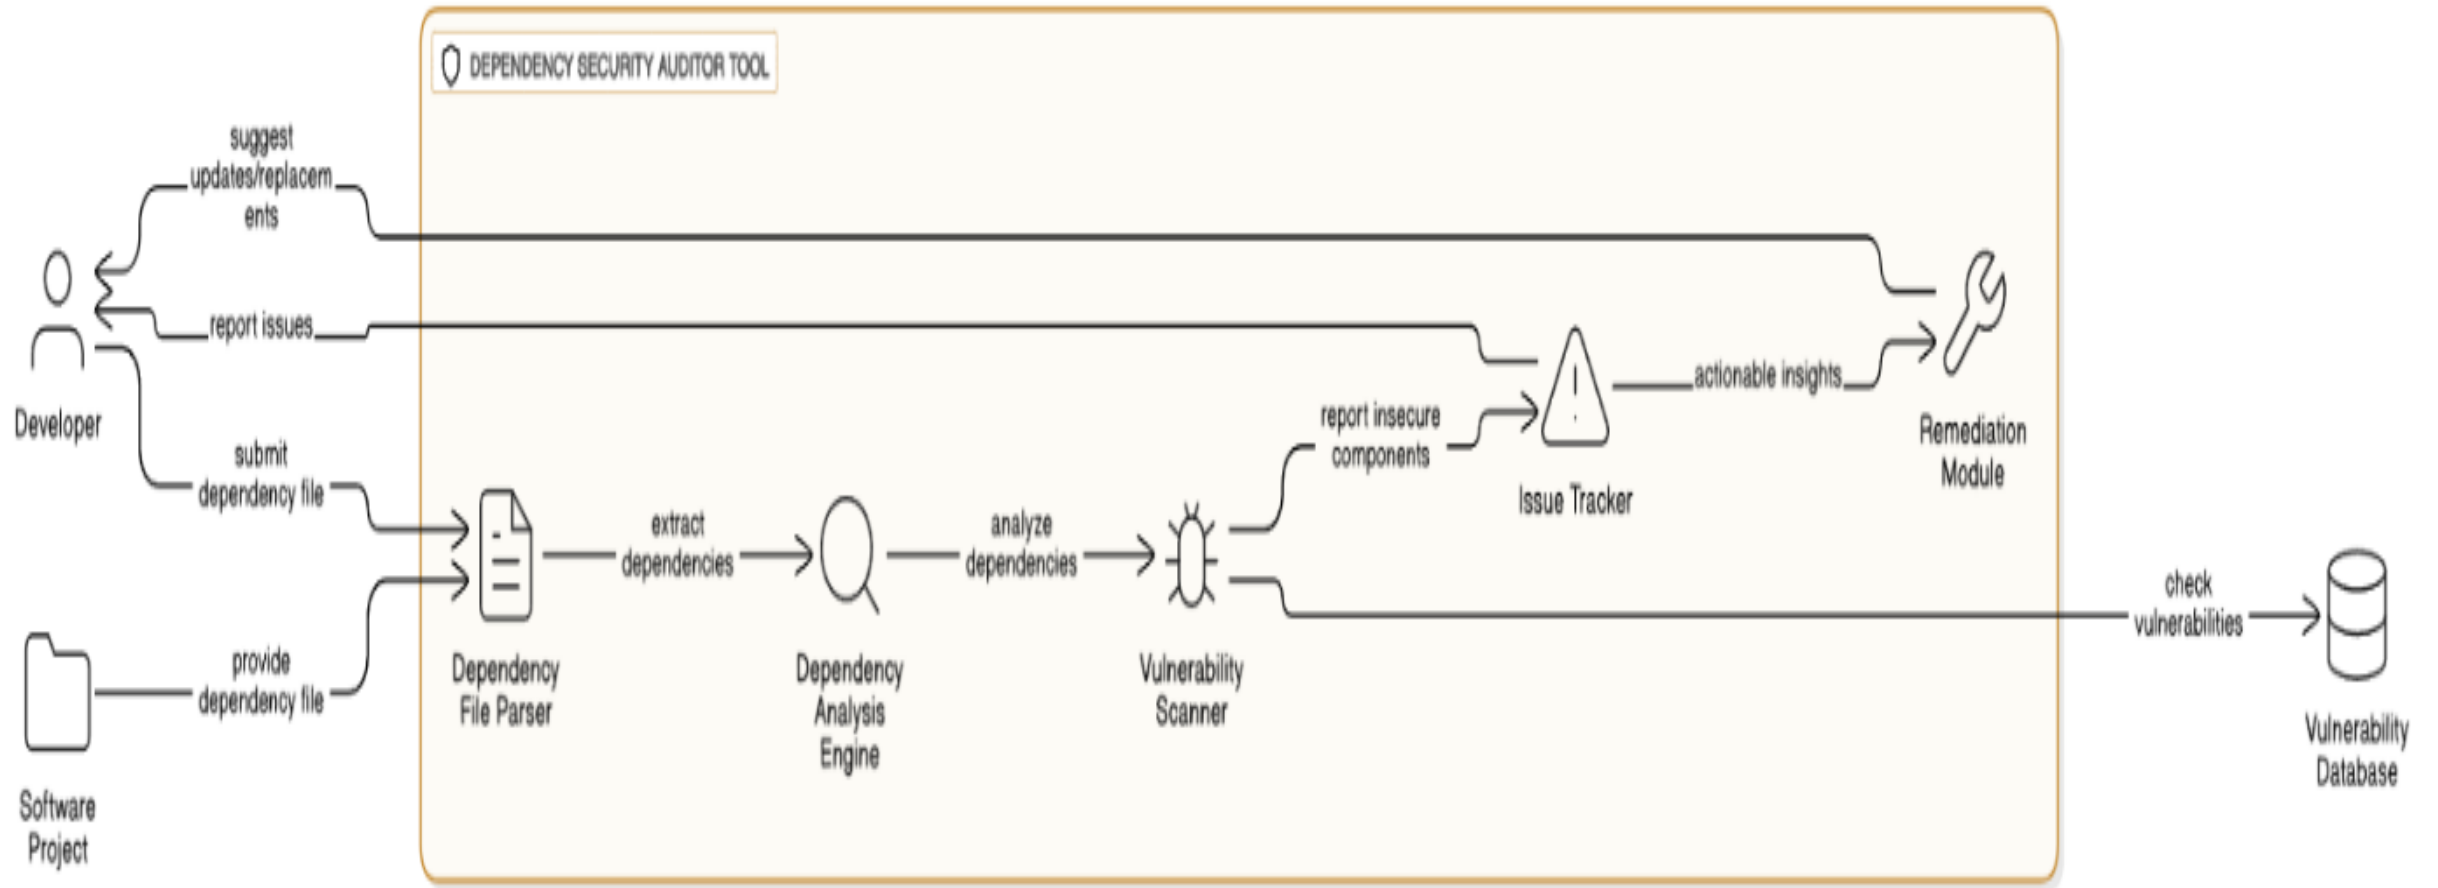 DEPENDENCY SECURITY AUDITOR TOOL
suggest
updates/replacem
ents
report issues
Developer
submit
dependency file
provide
dependency file
Software
Project
Dependency
File Parser
extract
dependencies
Dependency
Analysis
Engine
analyze
dependencies
Vulnerability
Scanner
report insecure
components
Issue Tracker
actionable insights
Remediation
Module
check
vulnerabilities
Vulnerability
Database